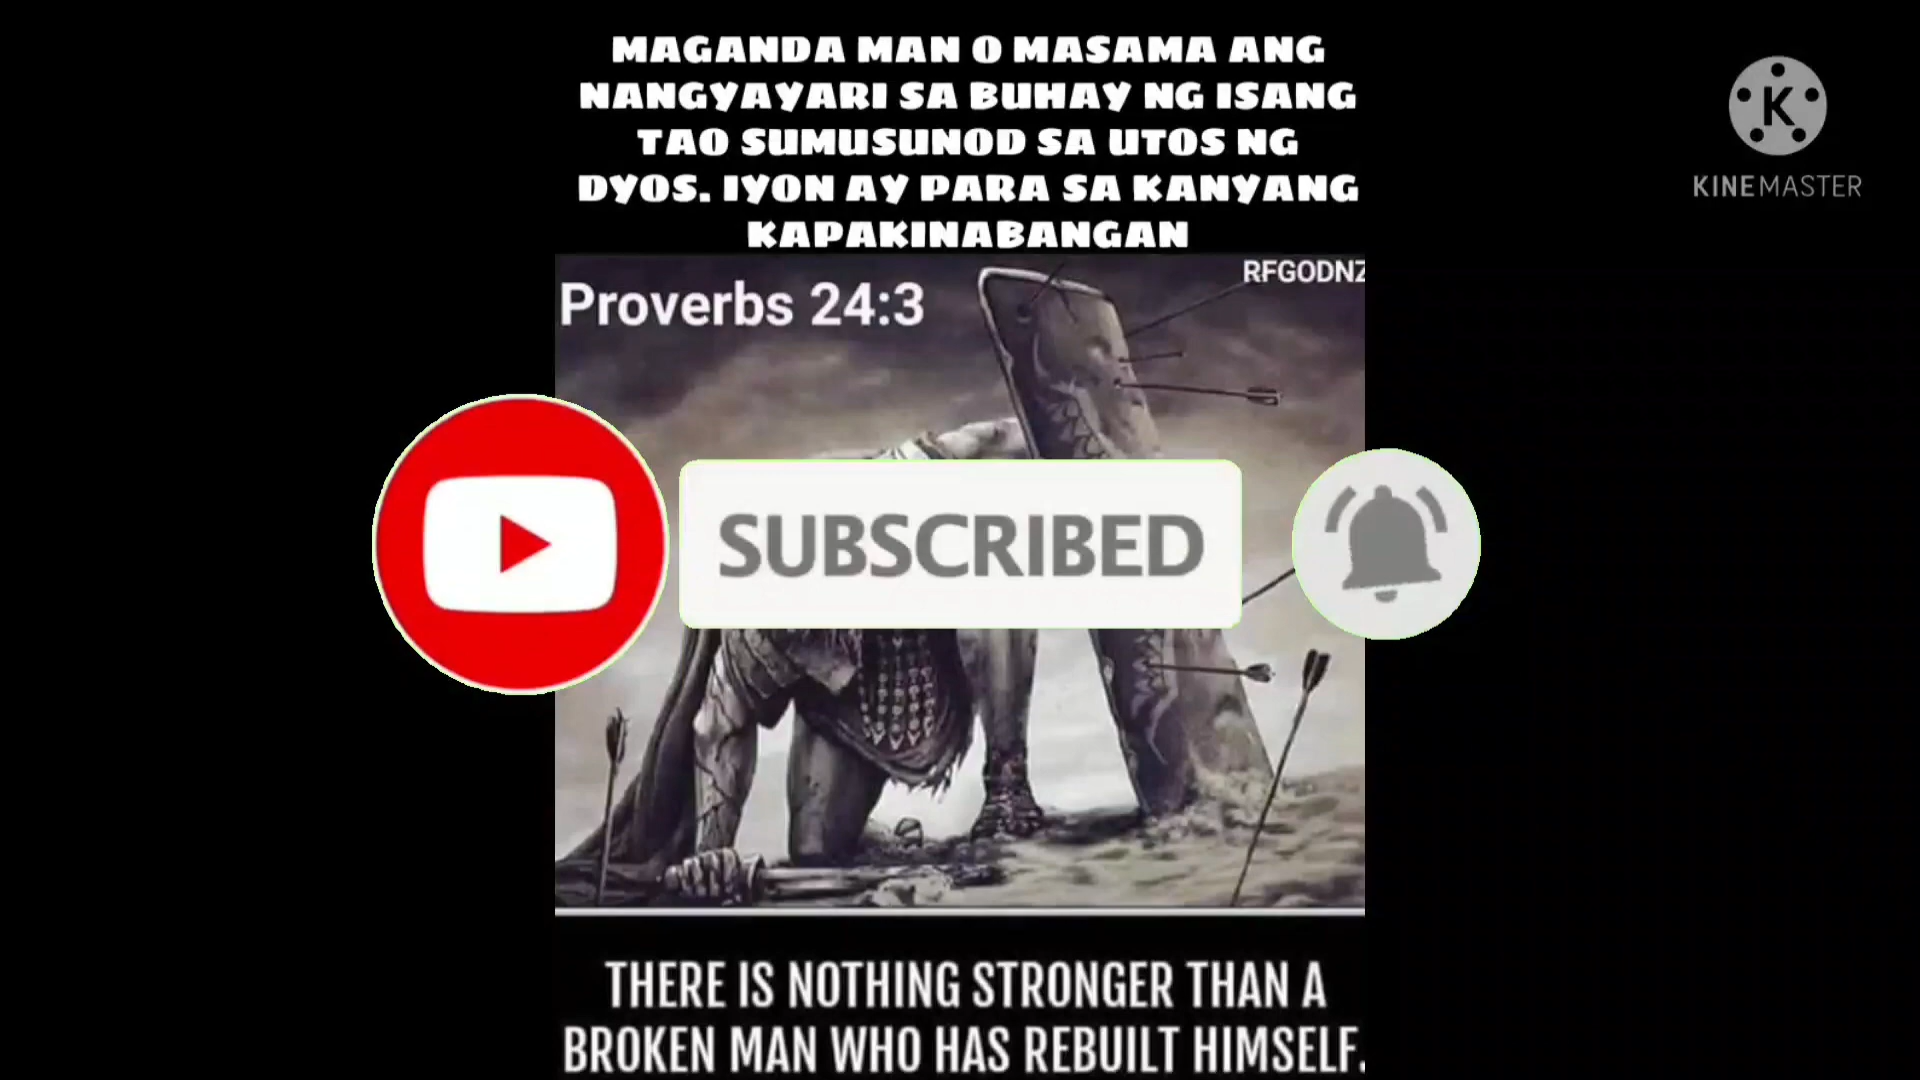 MAGANDA MAN O MASAMA ANG
NANGYAYARI SA BUHAY NG ISANG
TAO SUMUSUNOD SA UTOS NG
DYOS. IYON AY PARA SA KANYANG
KAPAKINABANGAN
K
KINEMASTER
RFGODNZ
Proverbs 24:3
SUBSCRIBED
THERE IS NOTHING STRONGER THAN A
BROKEN MAN WHO HAS REBUILT HIMSELF.